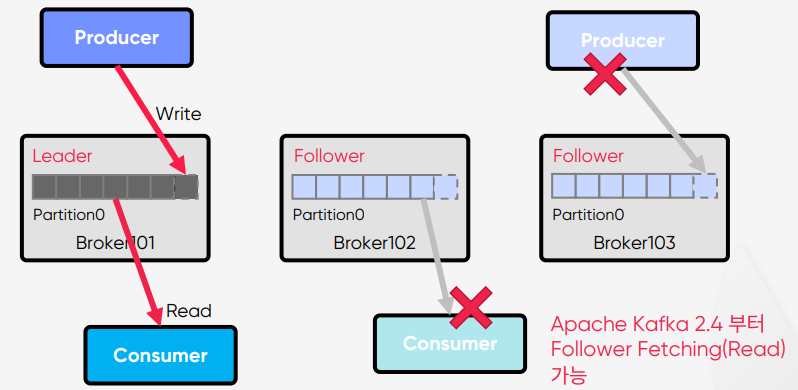 Producer
Producer
Write
Leader
Follower
Follower
Partition0
Partition0
Partition0
Broker101
Broker102
Broker103
Read
Consumer
Consumer
Apache Kafka 2.4 부터
Follower Fetching(Read)
가능